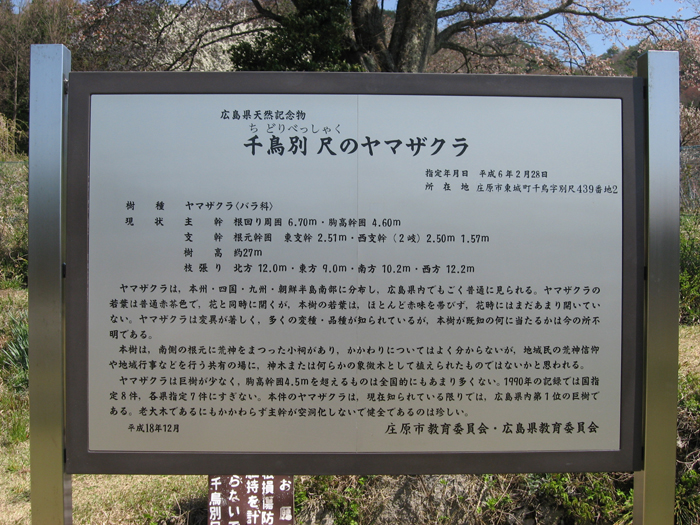 広島県天然記念物
ちどりべっしゃく
千鳥別尺のヤマザクラ
指定年月日 平成6年2月28日
所在地 庄原市東城町千鳥字別尺439番地2
樹種 ヤマザクラ(バラ科)
現状 主幹 根回り周囲 6.70m・胸高幹囲 4.60m
支幹 根元幹囲 東支幹 2.51m・西支幹(2岐)2.50m 1.57m
樹高 約27m
枝張り 北方 12.0m・東方 9.0m・南方 10.2m・西方 12.2m
ヤマザクラは,本州・四国・九州・朝鮮半島南部に分布し,広島県内でもごく普通に見られる。ヤマザクラの
若葉は普通赤茶色で,花と同時に開くが,本樹の若葉は,ほとんど赤味を帯びず,花時にはまだあまり開いてい
ない。ヤマザクラは変異が著しく,多くの変種・品種が知られているが,本樹が既知の何に当たるかは今の所不
明である。
本樹は,南側の根元に荒神をまつった小祠があり,かかわりについてはよく分からないが,地域民の荒神信仰
や地域行事などを行う共有の場に,神木または何らかの象徴木として植えられたものではないかと思われる。
ヤマザクラは巨樹が少なく,胸高幹囲4.5mを超えるものは全国的にもあまり多くない。1990年の記録では国指
定8件,各県指定7件にすぎない。本件のヤマザクラは,現在知られている限りでは,広島県内第1位の巨樹で
ある。老大木であるにもかかわらず主幹が空洞化しないで健全であるのは珍しい。
平成18年12月
庄原市教育委員会・広島県教育委員会
お願
損傷防
維持を計
らないで
千鳥別尺